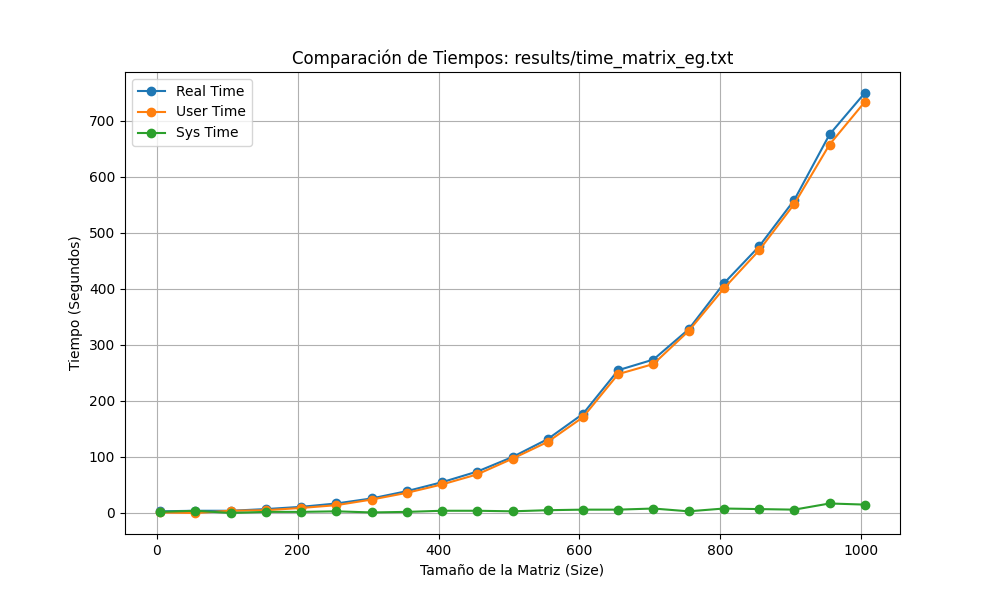 Comparación de Tiempos: results/time_matrix_eg.txt
Real Time
User Time
Sys Time
700
600
500
400
300
200
100
0
Tiempo (Segundos)
0 200 400 600 800 1000
Tamaño de la Matriz (Size)